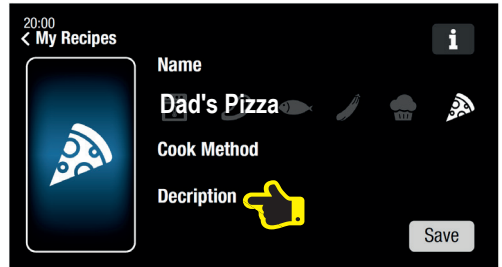 20:00
< My Recipes
i
Name
Dad's Pizza
Cook Method
Decription
Save